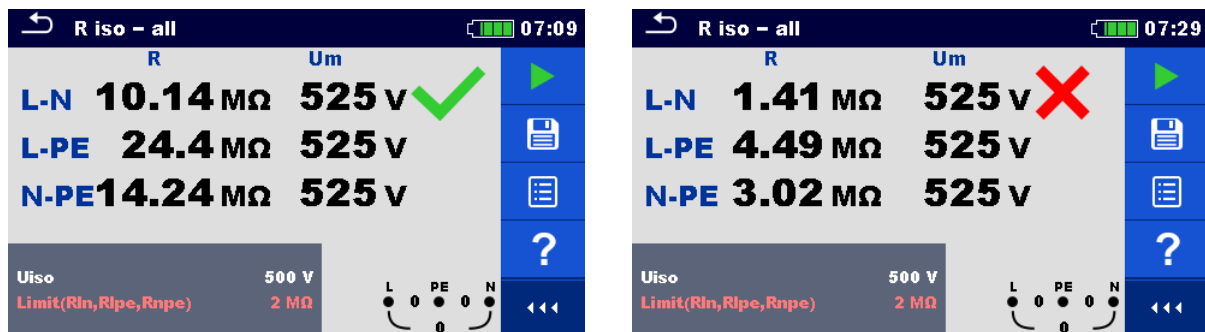 R iso – all 07:09
R Um
L-N 10.14 MΩ 525 V
L-PE 24.4 MΩ 525 V
N-PE 14.24 MΩ 525 V
?
Uiso 500 V
Limit(Rln,Rlpe,Rnpe) 2 MΩ
L PE N
0 0
0
R iso – all 07:29
R Um
L-N 1.41 MΩ 525 V
L-PE 4.49 MΩ 525 V
N-PE 3.02 MΩ 525 V
?
Uiso 500 V
Limit(Rln,Rlpe,Rnpe) 2 MΩ
L PE N
0 0
0